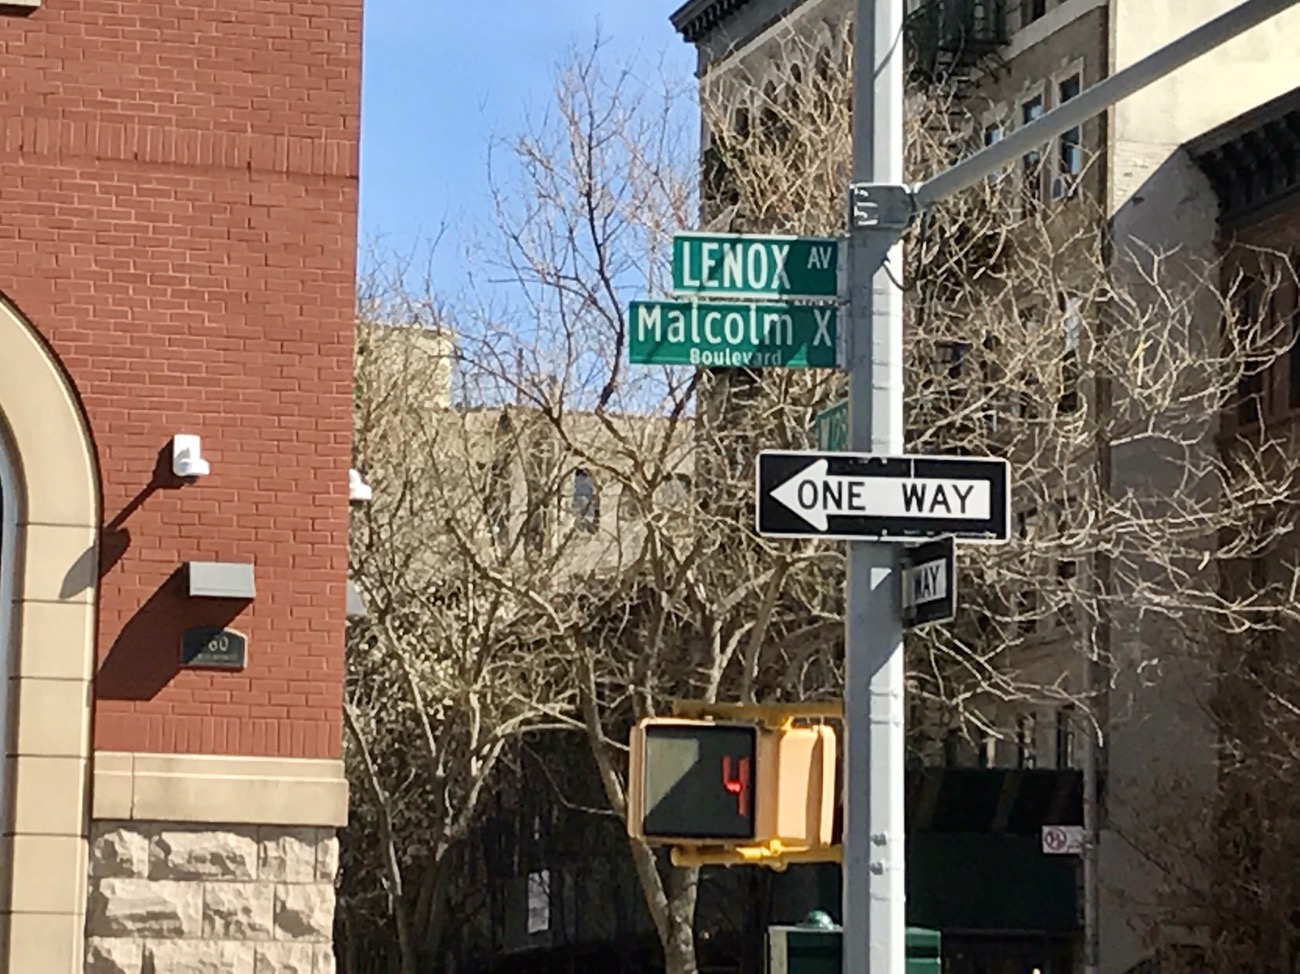 LENOX AV
Malcolm X
Boulevard
ONE WAY
WAY
4